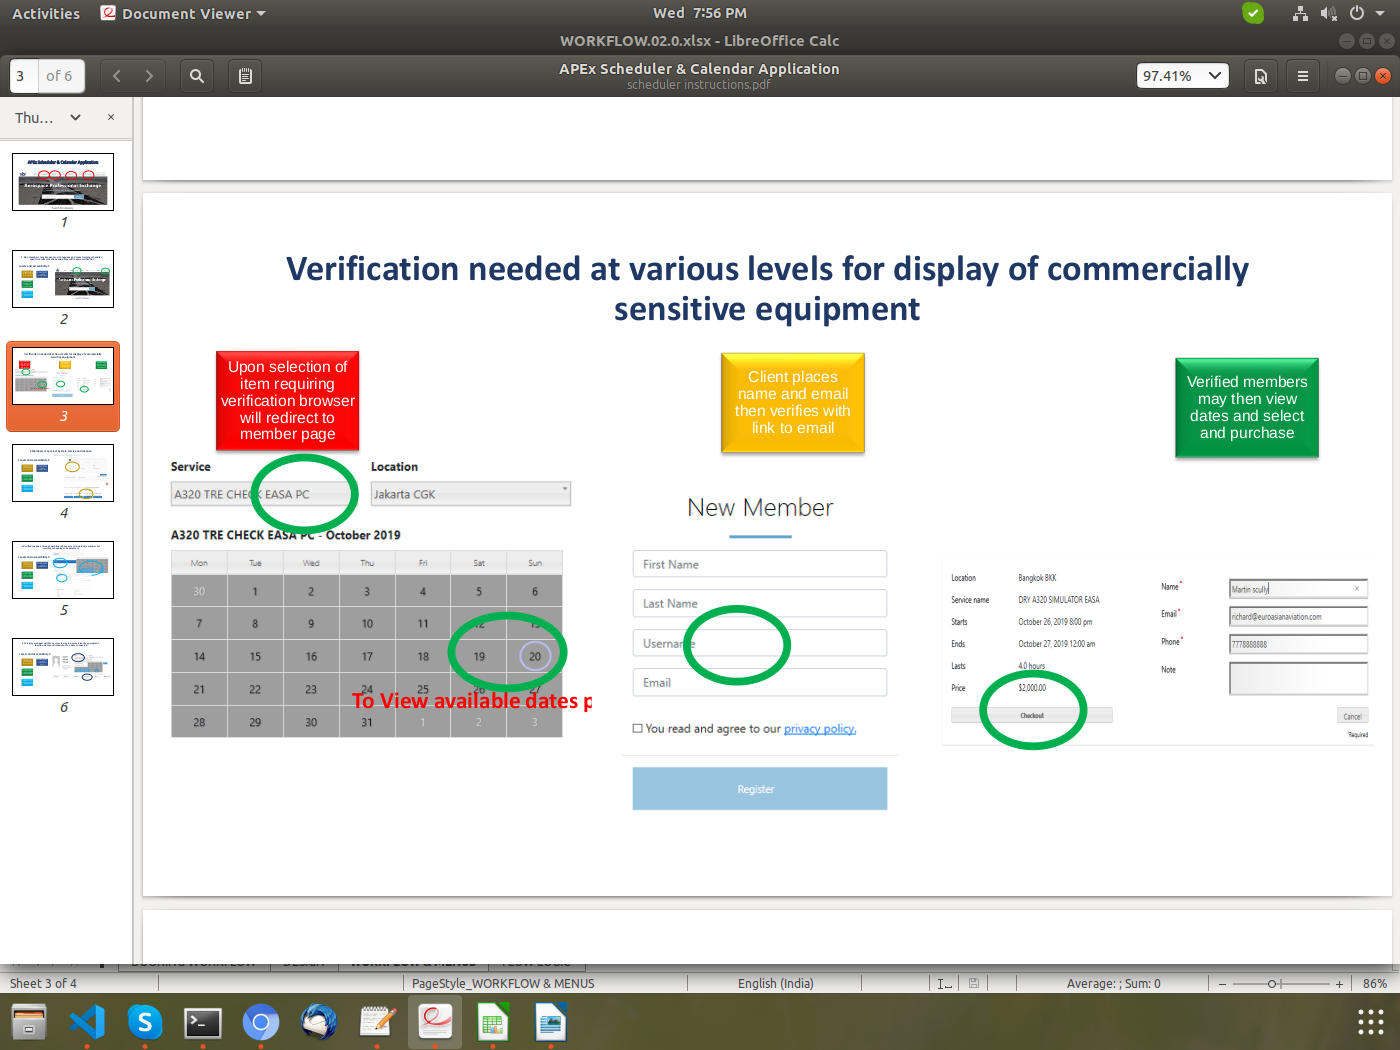 Activities
Document Viewer
Wed 7:56 PM
WORKFLOW.02.0.xlsx - LibreOffice Calc
3
of 6
APEx Scheduler & Calendar Application
scheduler instructions.pdf
97.41%
Thu...
×
APEx Scheduler & Calendar Application
Aerospace Professional Exchange
1
2
3
4
5
6
Verification needed at various levels for display of commercially
sensitive equipment
Upon selection of
item requiring
verification browser
will redirect to
member page
Client places
name and email
then verifies with
link to email
Verified members
may then view
dates and select
and purchase
Service
Location
A320 TRE CHECK EASA PC
Jakarta CGK
A320 TRE CHECK EASA PC - October 2019
Mon Tue Wed Thu Fri Sat Sun
30 1 2 3 4 5 6
7 8 9 10 11 12 13
14 15 16 17 18 19 20
21 22 23 24 25 26 27
To View available dates p
28 29 30 31 1 2 3
New Member
First Name
Last Name
Username
Email
You read and agree to our privacy policy.
Register
Location Bangkok BKK
Service name DRY A320 SIMULATOR EASA
Starts October 26, 2019 8:00 pm
Ends October 27, 2019 12:00 am
Lasts 4.0 hours
Price $2,000.00
Checkout
Name * Martin scully
Email * richard@euroasianaviation.com
Phone * 7778888888
Note
Cancel
*Required
WORKFLOW & MENUS
Sheet 3 of 4
PageStyle_WORKFLOW & MENUS
English (India)
Average: ; Sum: 0
86%